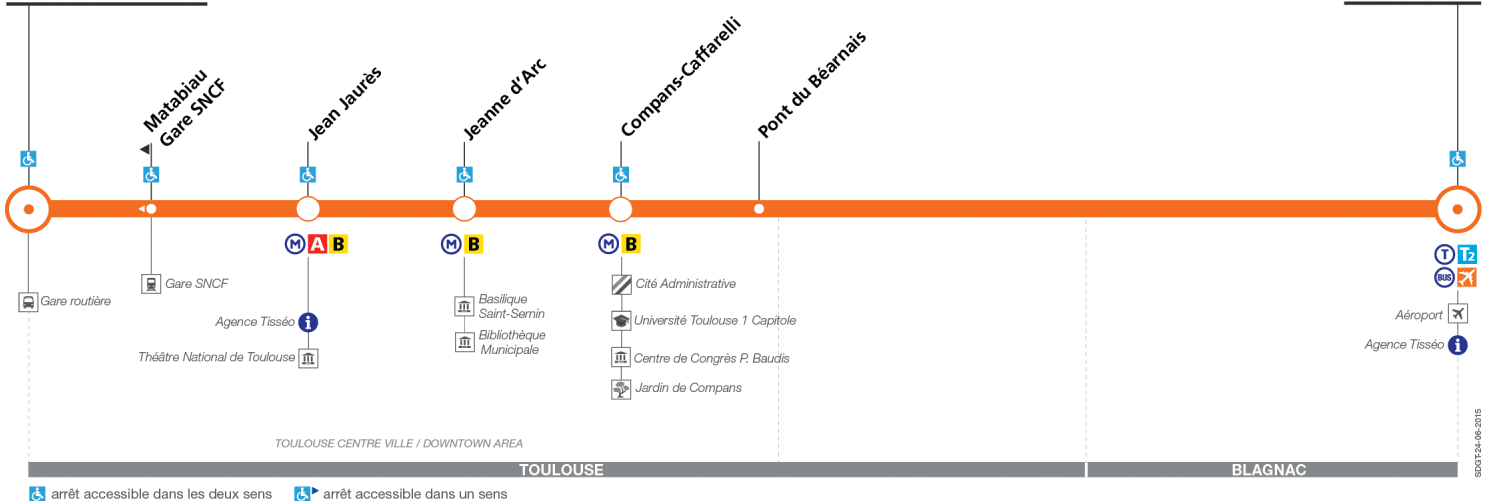 Matabiau
Gare SNCF
Jean Jaurès
Jeanne d'Arc
Compans-Caffarelli
Pont du Béarnais
M A B
M B
M B
T T2
BUS
Gare routière
Gare SNCF
Agence Tisséo
Théâtre National de Toulouse
Basilique
Saint-Sernin
Bibliothèque
Municipale
Cité Administrative
Université Toulouse 1 Capitole
Centre de Congrès P. Baudis
Jardin de Compans
Aéroport
Agence Tisséo
TOULOUSE CENTRE VILLE / DOWNTOWN AREA
TOULOUSE
BLAGNAC
SDGT-24-06-2015
arrêt accessible dans les deux sens
arrêt accessible dans un sens